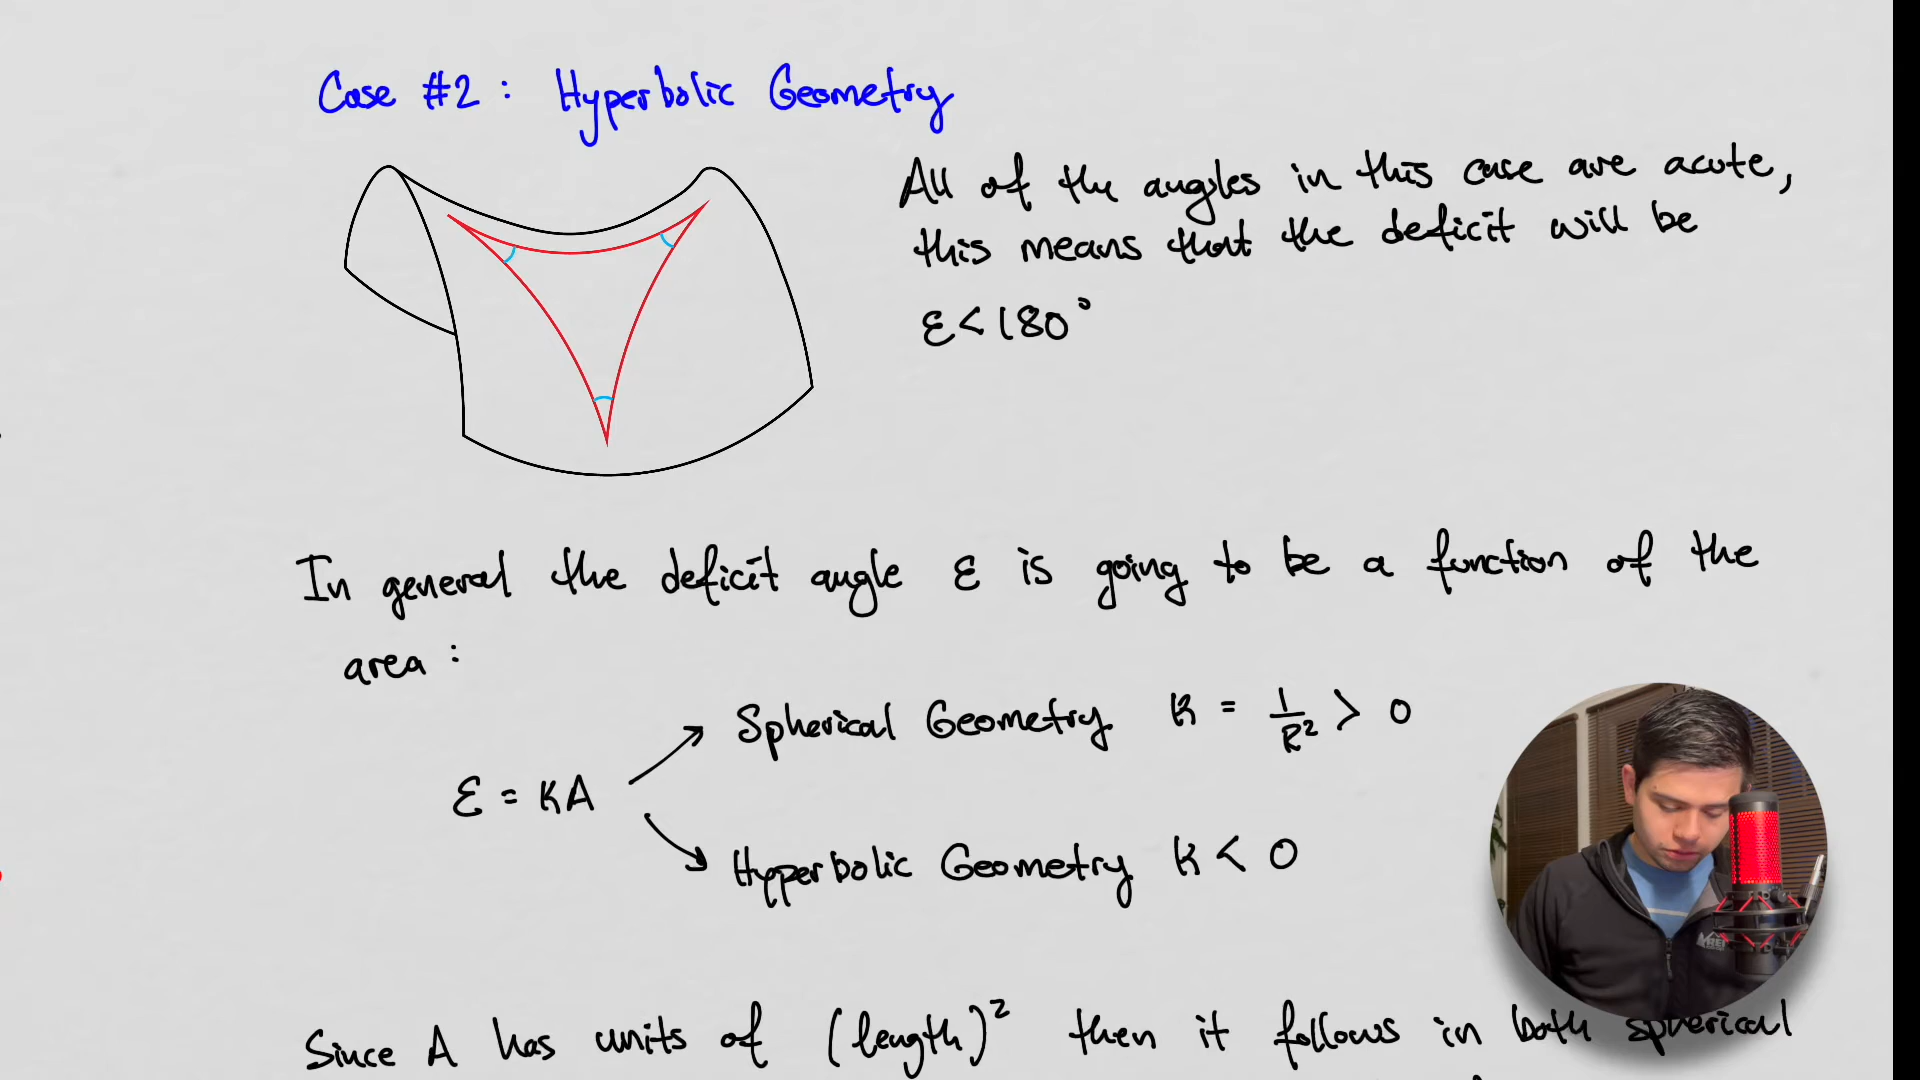 Case #2 : Hyperbolic Geometry
All of the angles in this case are acute,
this means that the deficit will be
ε < 180°
In general the deficit angle ε is going to be a function of the
area :
Spherical Geometry K = 1/R² > 0
ε = KA
Hyperbolic Geometry K < 0
Since A has units of (length)² then it follows in both spherical
REI